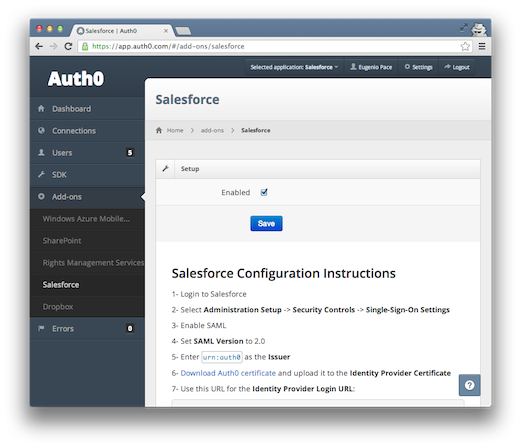 Salesforce | Auth0
https://app.auth0.com/#/add-ons/salesforce
Auth0
Selected application: Salesforce
Eugenio Pace
Settings
Logout
Dashboard
Connections
Users 5
SDK
Add-ons
Windows Azure Mobile...
SharePoint
Rights Management Services
Salesforce
Dropbox
Errors 0
Salesforce
Home > add-ons > Salesforce
Setup
Enabled
Save
Salesforce Configuration Instructions
1- Login to Salesforce
2- Select Administration Setup -> Security Controls -> Single-Sign-On Settings
3- Enable SAML
4- Set SAML Version to 2.0
5- Enter urn:auth0 as the Issuer
6- Download Auth0 certificate and upload it to the Identity Provider Certificate
7- Use this URL for the Identity Provider Login URL:
?